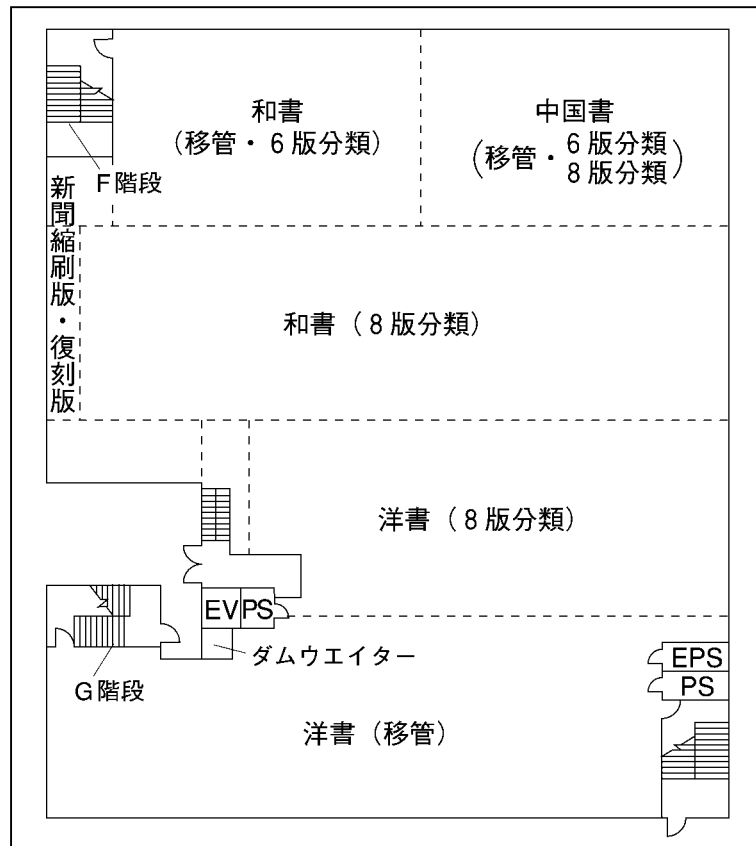 和書
(移管・6版分類)
中国書
(移管・6版分類
8版分類)
F階段
新聞縮刷版・復刻版
和書(8版分類)
洋書(8版分類)
EV
PS
ダムウエイター
G階段
EPS
PS
洋書(移管)